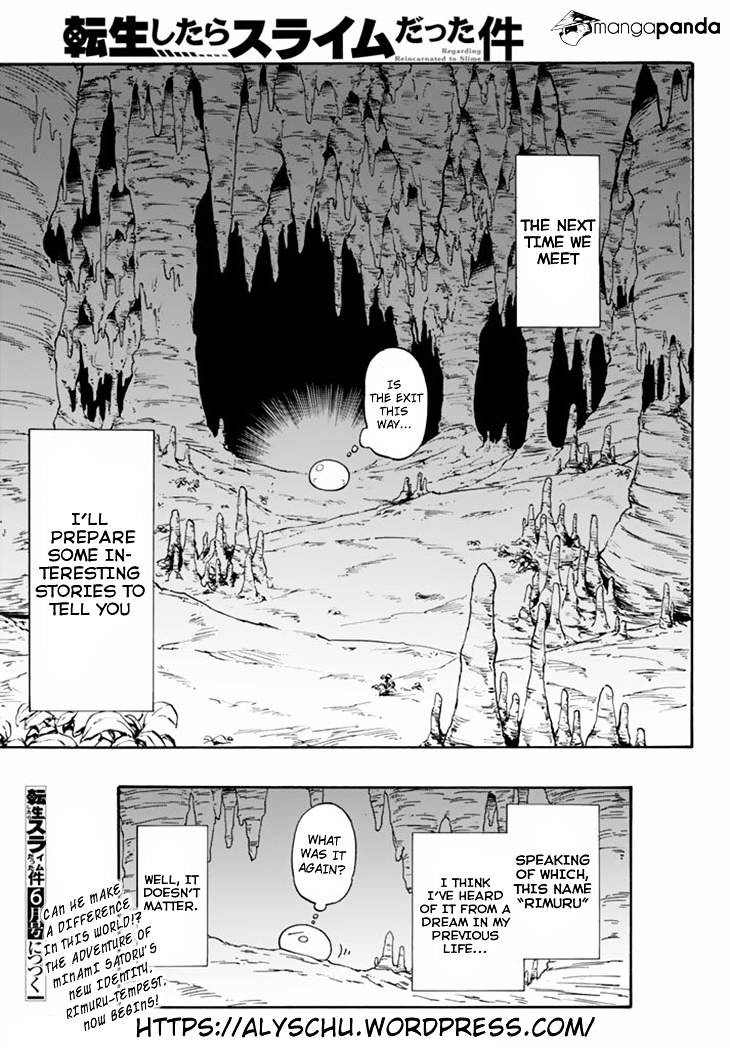 転生したらスライムだった件
Regarding
Reincarnated to Slime
mangapanda
THE NEXT
TIME WE
MEET
IS
THE EXIT
THIS
WAY...
I'LL
PREPARE
SOME IN-
TERESTING
STORIES TO
TELL YOU
SPEAKING
OF WHICH,
THIS NAME
"RIMURU"
I THINK
I'VE HEARD
OF IT FROM A
DREAM IN MY
PREVIOUS
LIFE...
WHAT
WAS IT
AGAIN?
WELL, IT
DOESN'T
MATTER.
転生スライムだった件6月号につづく
CAN HE MAKE
A DIFFERENCE
IN THIS WORLD!?
THE ADVENTURE OF
MINAMI SATORU'S
NEW IDENTITY,
RIMURU-TEMPEST,
NOW BEGINS!
HTTPS://ALYSCHU.WORDPRESS.COM/